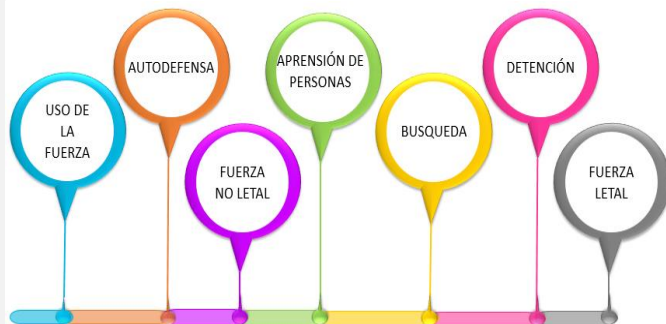 USO DE
LA
FUERZA
AUTODEFENSA
FUERZA
NO LETAL
APRENSIÓN DE
PERSONAS
BUSQUEDA
DETENCIÓN
FUERZA
LETAL